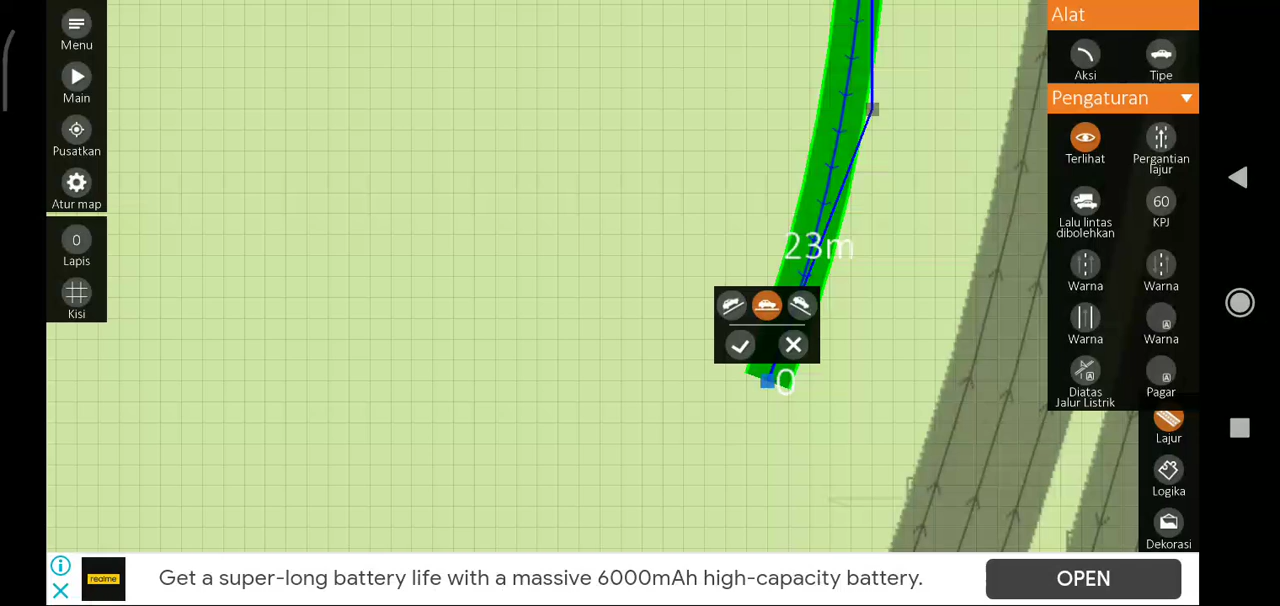 Menu
Main
Pusatkan
Atur map
0
Lapis
Kisi
23m
0
Alat
Aksi
Tipe
Pengaturan
Terlihat
Pergantian
lajur
Lalu lintas
dibolehkan
60
KPJ
Warna
Warna
Warna
A
Warna
A
Diatas
Jalur Listrik
A
Pagar
Lajur
Logika
Dekorasi
realme
Get a super-long battery life with a massive 6000mAh high-capacity battery.
OPEN